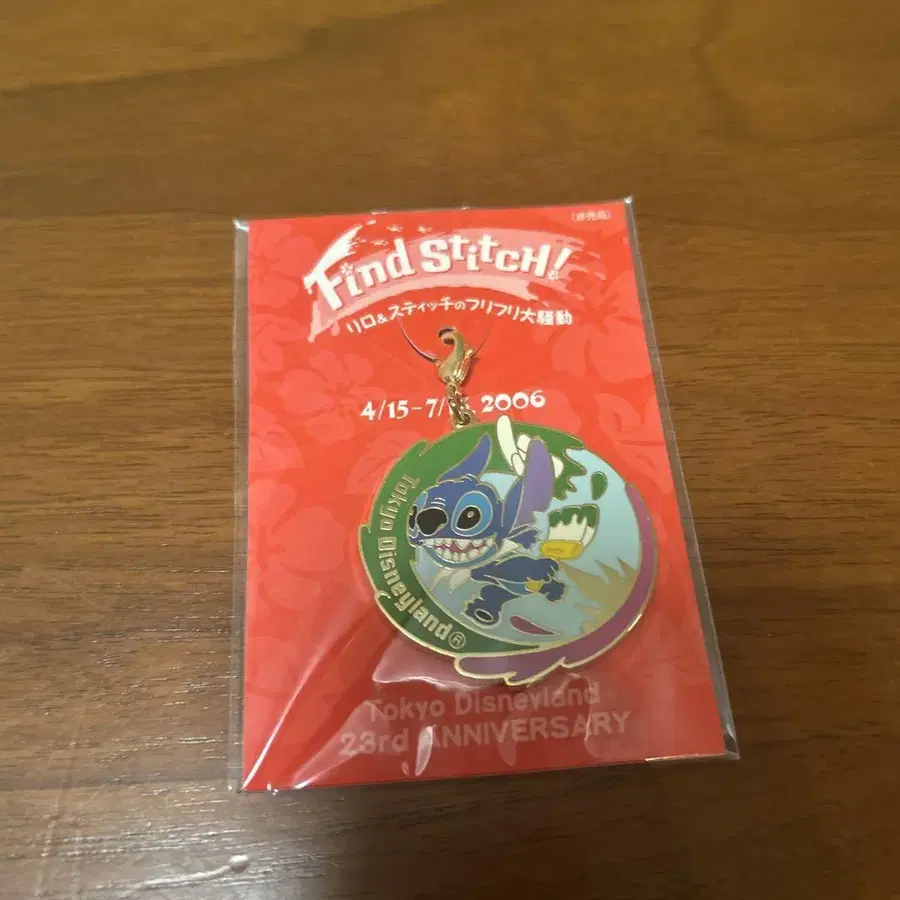 (非売品)
Find Stitch!
リロ&スティッチのフリフリ大騒動
4/15-7/ , 2006
Tokyo Disneyland®
Tokyo Disneyland
23rd ANNIVERSARY